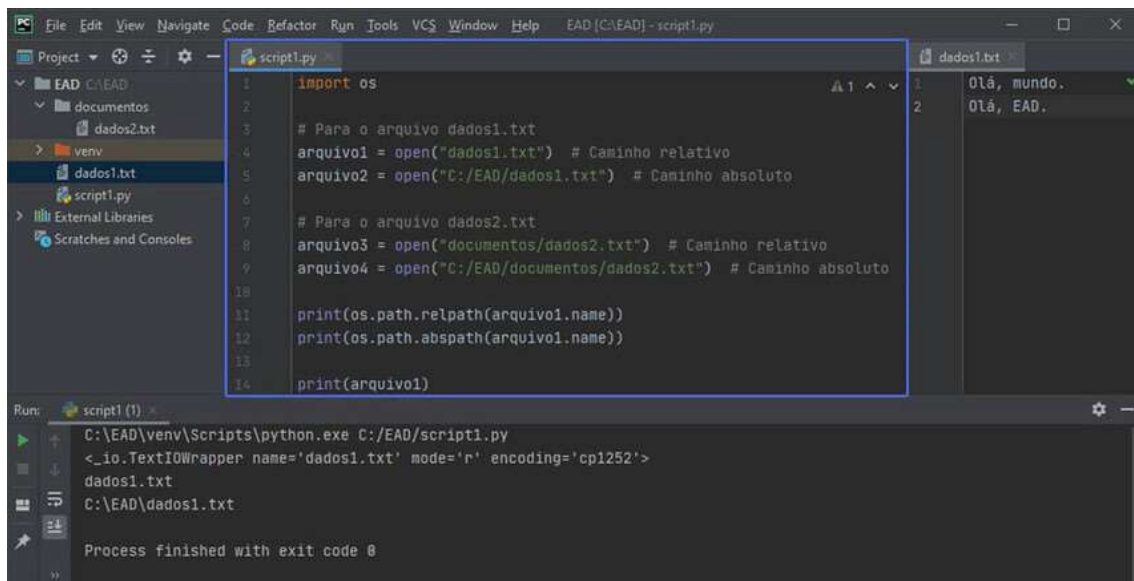 PC File Edit View Navigate Code Refactor Run Tools VCS Window Help EAD [C:\EAD] - script1.py
Project
EAD C:\EAD
documentos
dados2.txt
venv
dados1.txt
script1.py
External Libraries
Scratches and Consoles
script1.py
1 import os
2
3 # Para o arquivo dados1.txt
4 arquivo1 = open("dados1.txt")  # Caminho relativo
5 arquivo2 = open("C:/EAD/dados1.txt")  # Caminho absoluto
6
7 # Para o arquivo dados2.txt
8 arquivo3 = open("documentos/dados2.txt")  # Caminho relativo
9 arquivo4 = open("C:/EAD/documentos/dados2.txt")  # Caminho absoluto
10
11 print(os.path.relpath(arquivo1.name))
12 print(os.path.abspath(arquivo1.name))
13
14 print(arquivo1)
1
dados1.txt
1 Olá, mundo.
2 Olá, EAD.
Run: script1 (1)
C:\EAD\venv\Scripts\python.exe C:/EAD/script1.py
<_io.TextIOWrapper name='dados1.txt' mode='r' encoding='cp1252'>
dados1.txt
C:\EAD\dados1.txt
Process finished with exit code 0